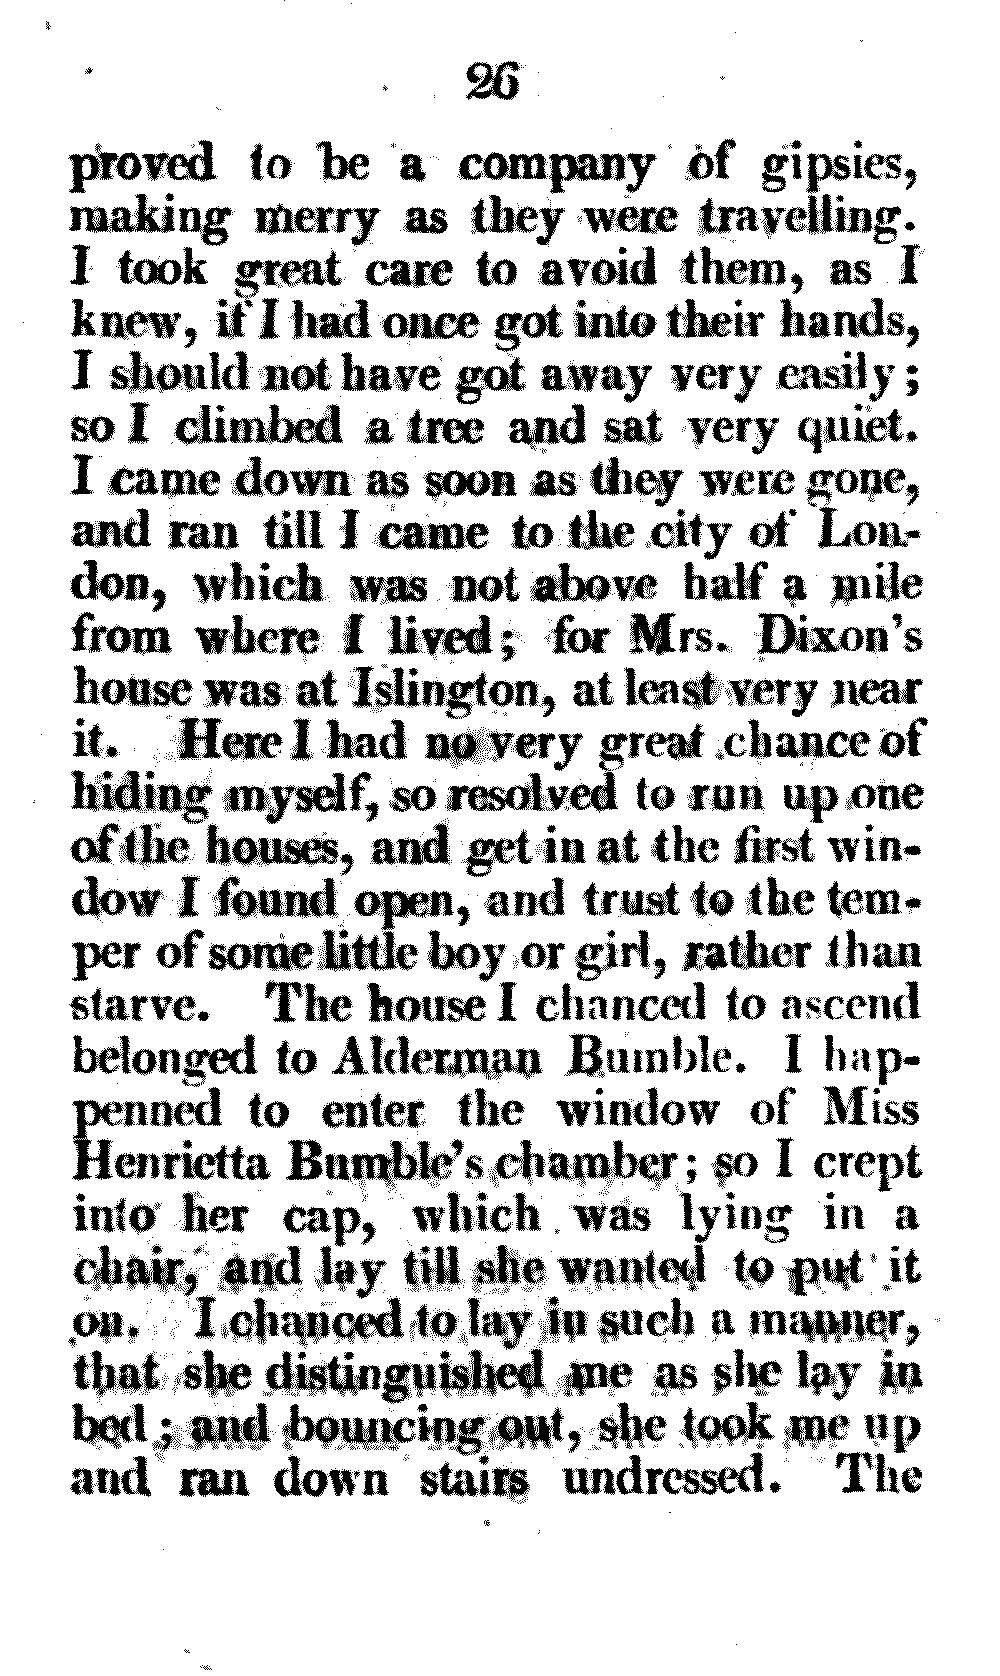 26
proved to be a company of gipsies,
making merry as they were travelling.
I took great care to avoid them, as I
knew, if I had once got into their hands,
I should not have got away very easily;
so I climbed a tree and sat very quiet.
I came down as soon as they were gone,
and ran till I came to the city of Lon-
don, which was not above half a mile
from where I lived; for Mrs. Dixon's
house was at Islington, at least very near
it. Here I had no very great chance of
hiding myself, so resolved to run up one
of the houses, and get in at the first win-
dow I found open, and trust to the tem-
per of some little boy or girl, rather than
starve. The house I chanced to ascend
belonged to Alderman Bumble. I hap-
penned to enter the window of Miss
Henrietta Bumble's chamber; so I crept
into her cap, which was lying in a
chair, and lay till she wanted to put it
on. I chanced to lay in such a manner,
that she distinguished me as she lay in
bed; and bouncing out, she took me up
and ran down stairs undressed. The